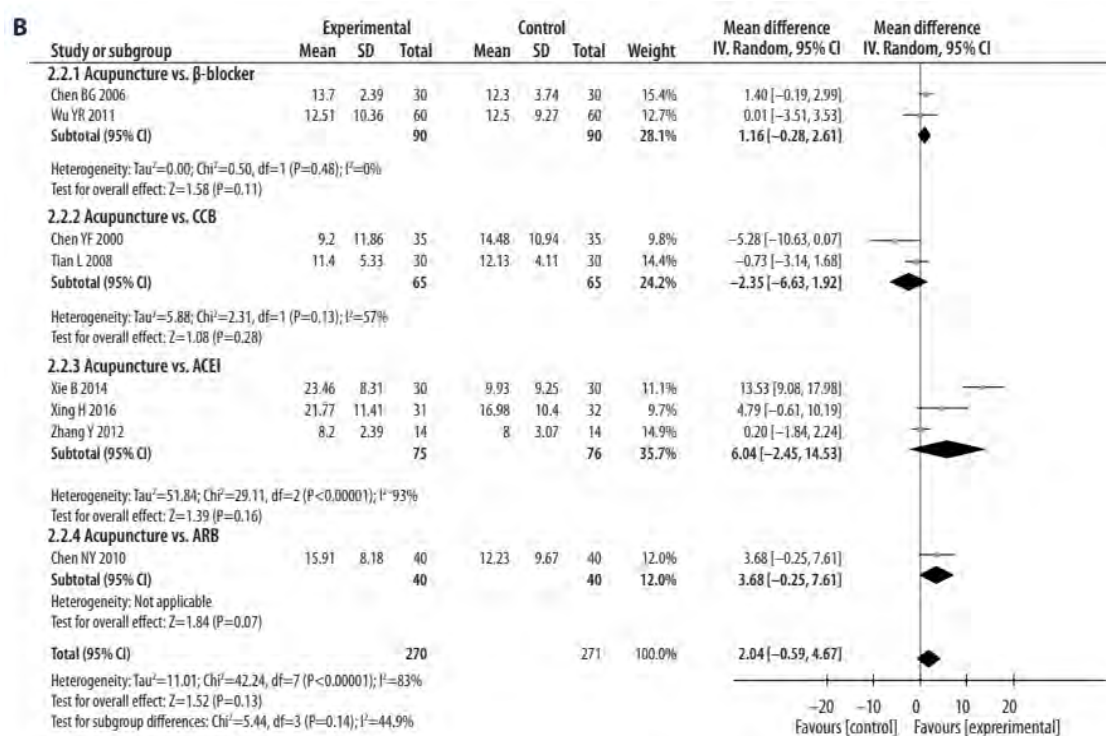 B
Experimental Control Mean difference Mean difference
Study or subgroup Mean SD Total Mean SD Total Weight IV. Random, 95% CI IV. Random, 95% CI
2.2.1 Acupuncture vs. β-blocker
Chen BG 2006 13.7 2.39 30 12.3 3.74 30 15.4% 1.40 [−0.19, 2.99]
Wu YR 2011 12.51 10.36 60 12.5 9.27 60 12.7% 0.01 [−3.51, 3.53]
Subtotal (95% CI) 90 90 28.1% 1.16 [−0.28, 2.61]
Heterogeneity: Tau²=0.00; Chi²=0.50, df=1 (P=0.48); I²=0%
Test for overall effect: Z=1.58 (P=0.11)
2.2.2 Acupuncture vs. CCB
Chen YF 2000 9.2 11.86 35 14.48 10.94 35 9.8% −5.28 [−10.63, 0.07]
Tian L 2008 11.4 5.33 30 12.13 4.11 30 14.4% −0.73 [−3.14, 1.68]
Subtotal (95% CI) 65 65 24.2% −2.35 [−6.63, 1.92]
Heterogeneity: Tau²=5.88; Chi²=2.31, df=1 (P=0.13); I²=57%
Test for overall effect: Z=1.08 (P=0.28)
2.2.3 Acupuncture vs. ACEI
Xie B 2014 23.46 8.31 30 9.93 9.25 30 11.1% 13.53 [9.08, 17.98]
Xing H 2016 21.77 11.41 31 16.98 10.4 32 9.7% 4.79 [−0.61, 10.19]
Zhang Y 2012 8.2 2.39 14 8 3.07 14 14.9% 0.20 [−1.84, 2.24]
Subtotal (95% CI) 75 76 35.7% 6.04 [−2.45, 14.53]
Heterogeneity: Tau²=51.84; Chi²=29.11, df=2 (P<0.00001); I² 93%
Test for overall effect: Z=1.39 (P=0.16)
2.2.4 Acupuncture vs. ARB
Chen NY 2010 15.91 8.18 40 12.23 9.67 40 12.0% 3.68 [−0.25, 7.61]
Subtotal (95% CI) 40 40 12.0% 3.68 [−0.25, 7.61]
Heterogeneity: Not applicable
Test for overall effect: Z=1.84 (P=0.07)
Total (95% CI) 270 271 100.0% 2.04 [−0.59, 4.67]
Heterogeneity: Tau²=11.01; Chi²=42.24, df=7 (P<0.00001); I²=83%
Test for overall effect: Z=1.52 (P=0.13)
Test for subgroup differences: Chi²=5.44, df=3 (P=0.14); I²=44.9%
−20 −10 0 10 20
Favours [control] Favours [exprerimental]